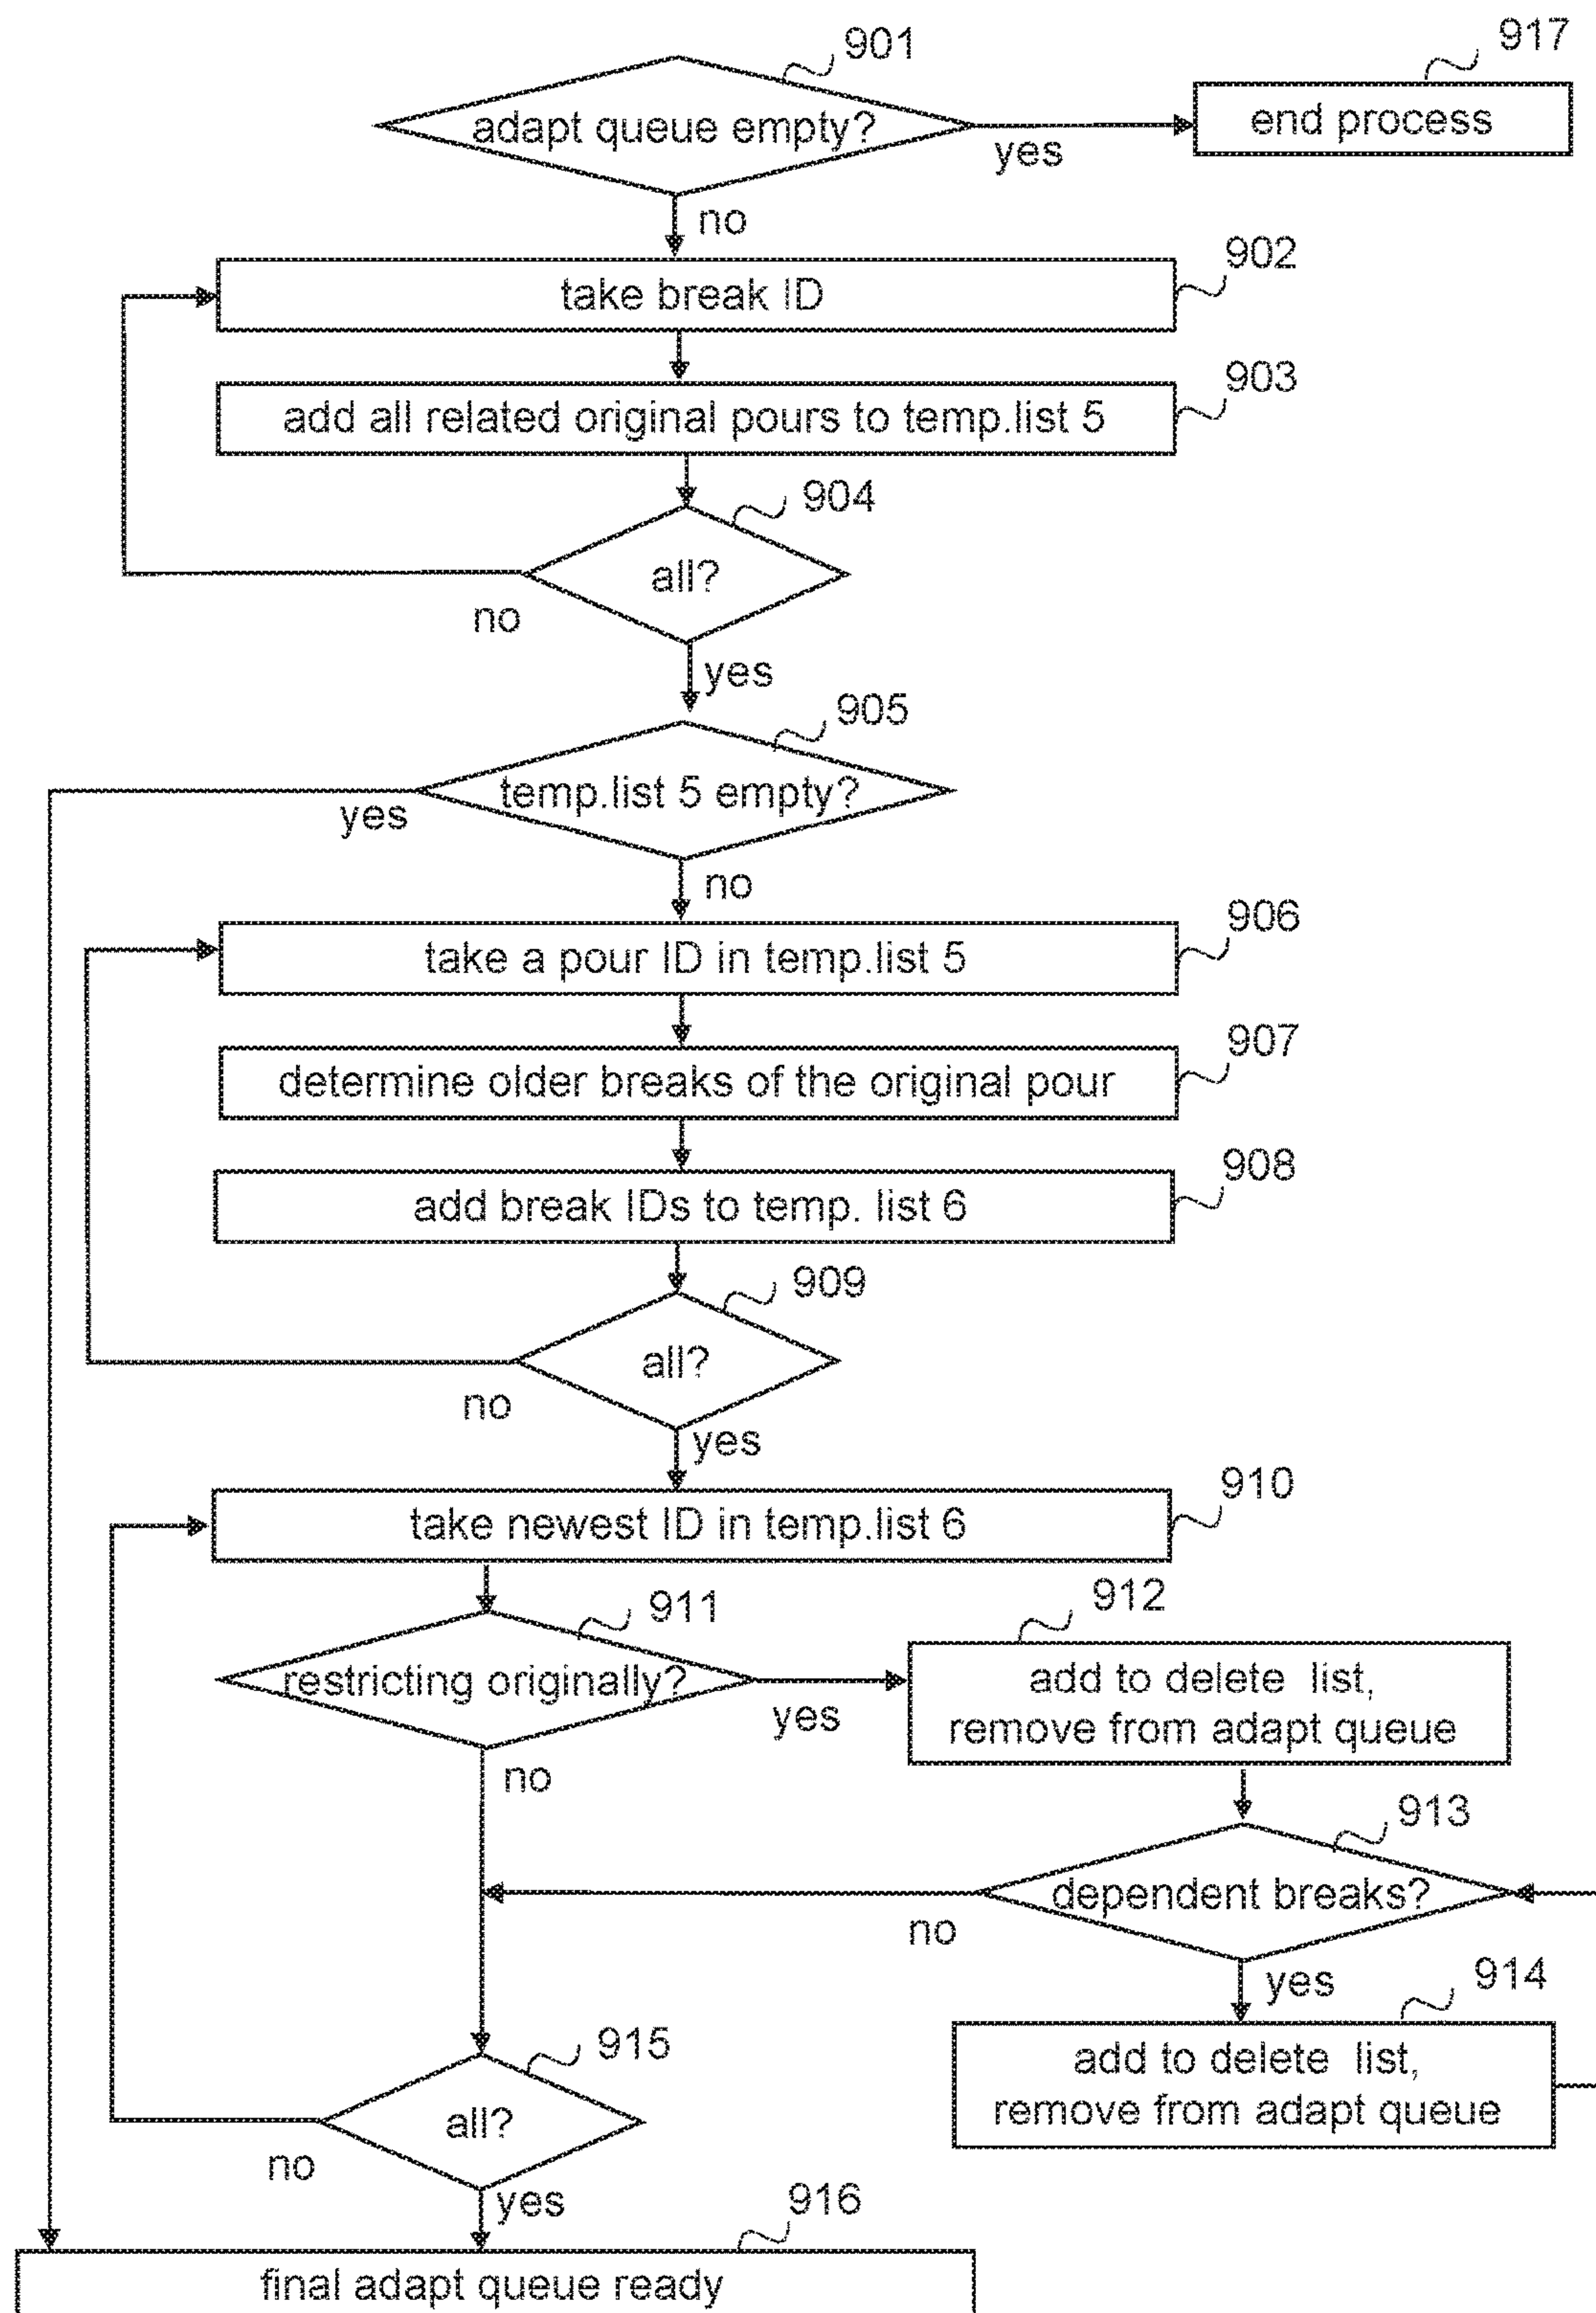 901
917
adapt queue empty?
end process
yes
no
902
take break ID
903
add all related original pours to temp.list 5
904
all?
no
yes
905
temp.list 5 empty?
yes
no
906
take a pour ID in temp.list 5
907
determine older breaks of the original pour
908
add break IDs to temp. list 6
909
all?
no
yes
910
take newest ID in temp.list 6
911
912
restricting originally?
add to delete list,
remove from adapt queue
yes
no
913
dependent breaks?
no
yes
914
915
add to delete list,
remove from adapt queue
all?
no
yes
916
final adapt queue ready